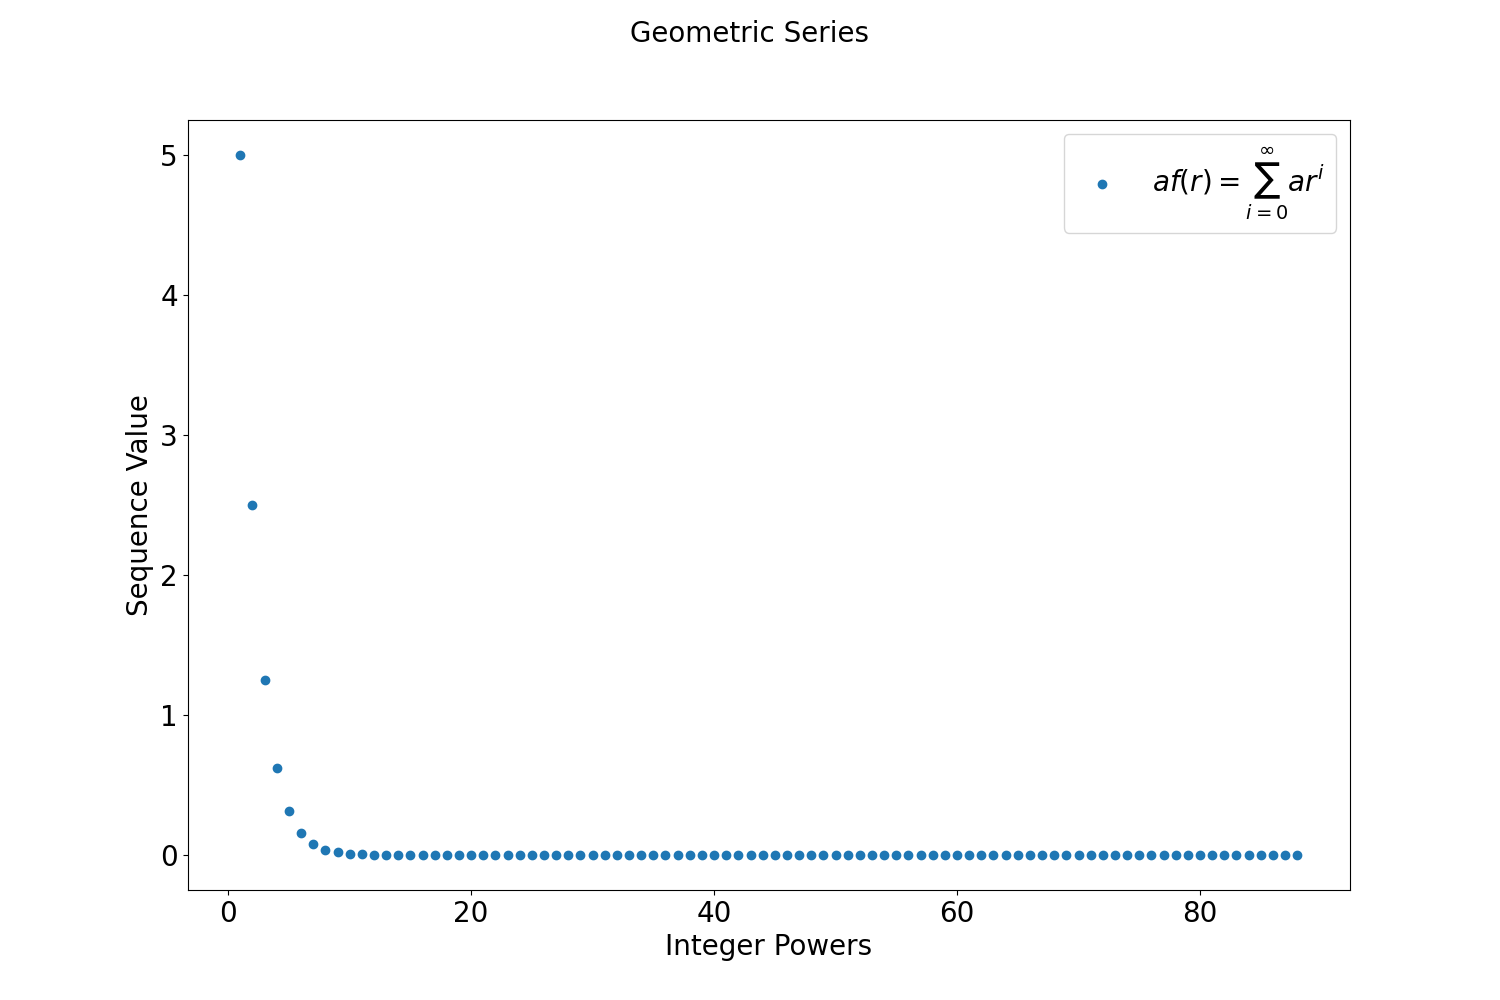 Geometric Series
af(r) = ∑_{i=0}^{∞} ar^i
5
4
3
2
1
0
Sequence Value
0 20 40 60 80
Integer Powers